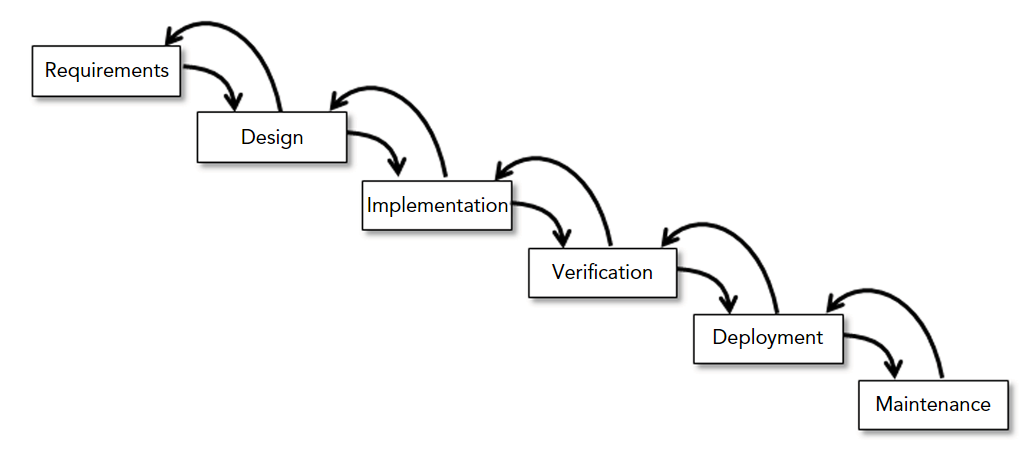 Requirements
Design
Implementation
Verification
Deployment
Maintenance